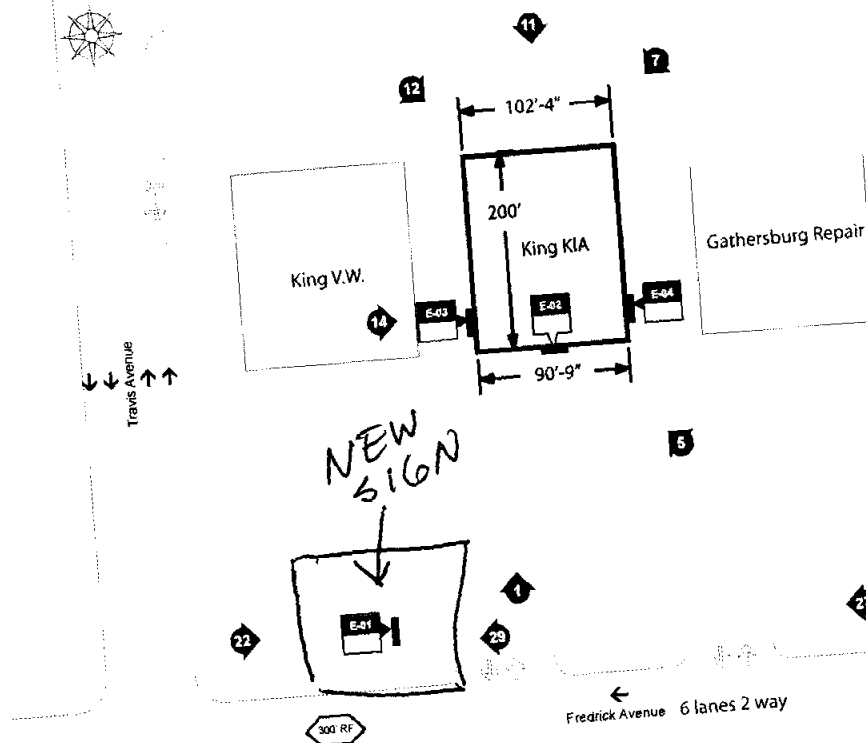 11
7
12
102'-4"
200'
King KIA
King V.W.
Gathersburg Repair
E-03
E-02
E-04
14
90'-9"
Travis Avenue
NEW
SIGN
5
1
E-01
22
29
300' RF
Fredrick Avenue 6 lanes 2 way